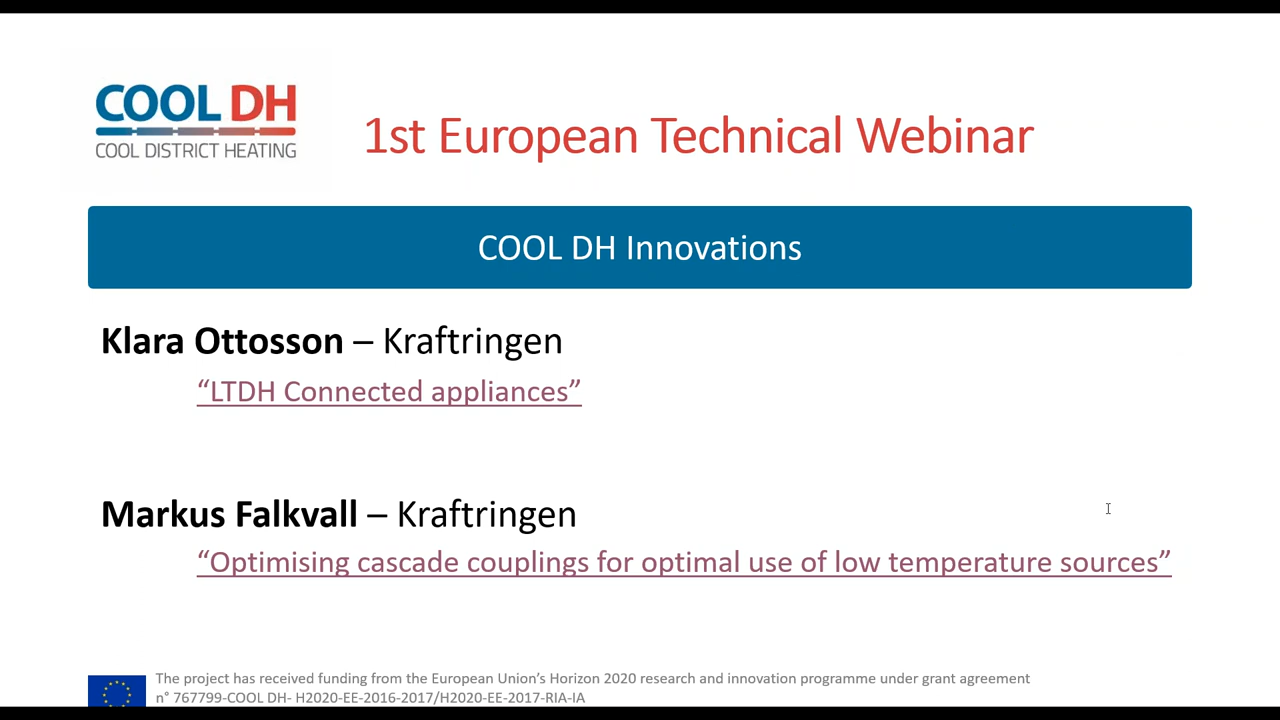 COOL DH
COOL DISTRICT HEATING
1st European Technical Webinar
COOL DH Innovations
Klara Ottosson – Kraftringen
“LTDH Connected appliances”
Markus Falkvall – Kraftringen
“Optimising cascade couplings for optimal use of low temperature sources”
The project has received funding from the European Union’s Horizon 2020 research and innovation programme under grant agreement
n° 767799-COOL DH- H2020-EE-2016-2017/H2020-EE-2017-RIA-IA